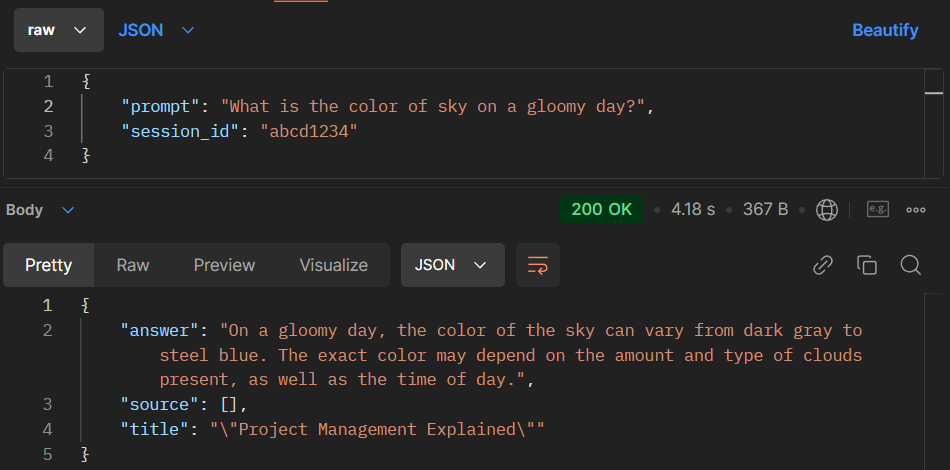 raw JSON Beautify
1 {
2 "prompt": "What is the color of sky on a gloomy day?",
3 "session_id": "abcd1234"
4 }
Body 200 OK • 4.18 s • 367 B • e.g.
Pretty Raw Preview Visualize JSON
1 {
2 "answer": "On a gloomy day, the color of the sky can vary from dark gray to
steel blue. The exact color may depend on the amount and type of clouds
present, as well as the time of day.",
3 "source": [],
4 "title": "\"Project Management Explained\""
5 }